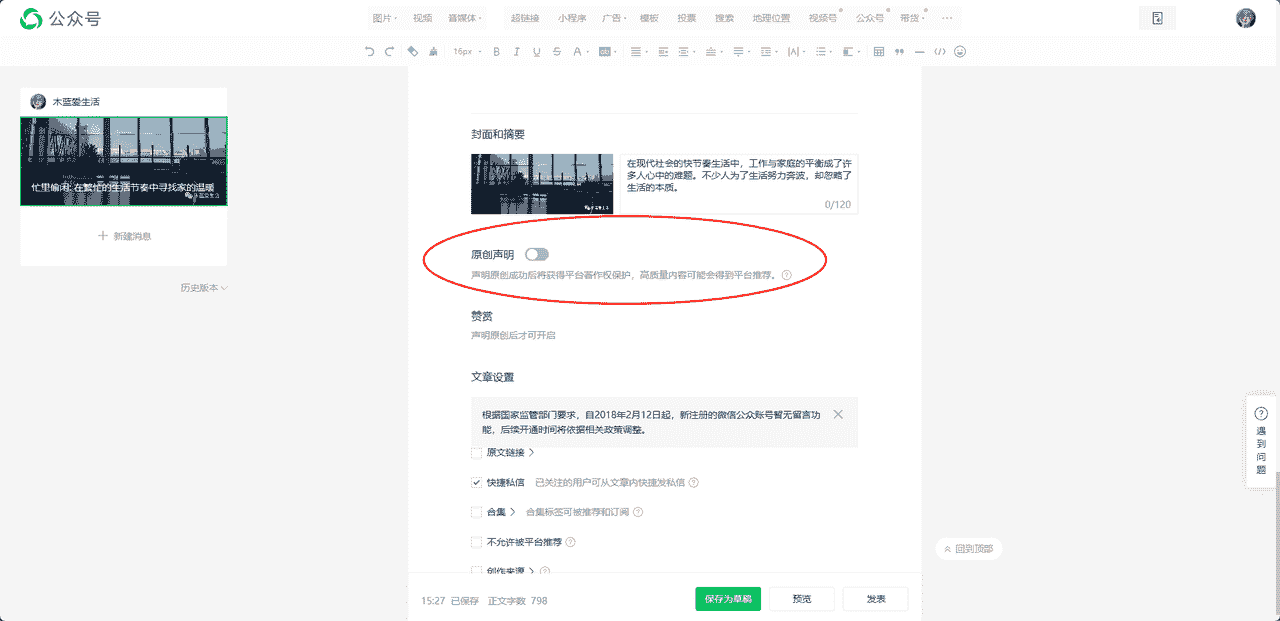 公众号
图片 视频 音媒体 超链接 小程序 广告 模板 投票 搜索 地理位置 视频号 公众号 带货 ···
16px B I U S A
木蓝爱生活
忙里偷闲:在繁忙的生活节奏中寻找家的温暖
新建消息
历史版本
封面和摘要
在现代社会的快节奏生活中，工作与家庭的平衡成了许
多人心中的难题。不少人为了生活努力奔波，却忽略了
生活的本质。
0/120
原创声明
声明原创成功后将获得平台著作权保护，高质量内容可能会得到平台推荐。
赞赏
声明原创后才可开启
文章设置
根据国家监管部门要求，自2018年2月12日起，新注册的微信公众账号暂无留言功
能，后续开通时间将依据相关政策调整。
原文链接
快捷私信 已关注的用户可从文章内快捷发私信
合集 合集标签可被推荐和订阅
不允许被平台推荐
创作来源
遇到问题
回到顶部
15:27 已保存 正文字数 798
保存为草稿 预览 发表